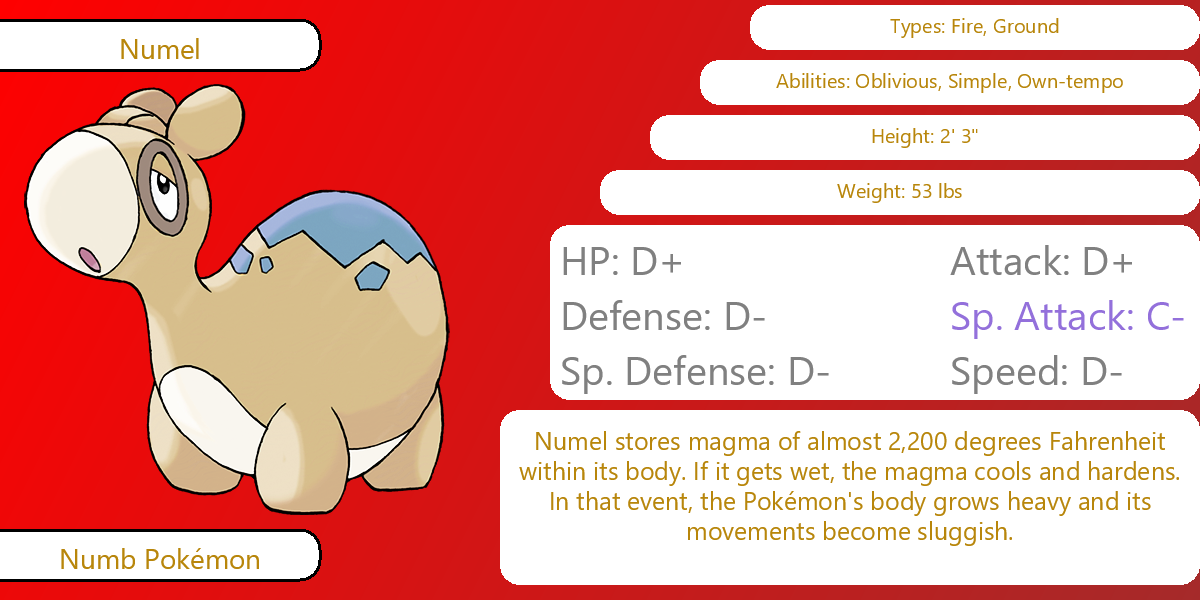 Numel
Types: Fire, Ground
Abilities: Oblivious, Simple, Own-tempo
Height: 2' 3"
Weight: 53 lbs
HP: D+ Attack: D+
Defense: D- Sp. Attack: C-
Sp. Defense: D- Speed: D-
Numel stores magma of almost 2,200 degrees Fahrenheit
within its body. If it gets wet, the magma cools and hardens.
In that event, the Pokémon's body grows heavy and its
movements become sluggish.
Numb Pokémon